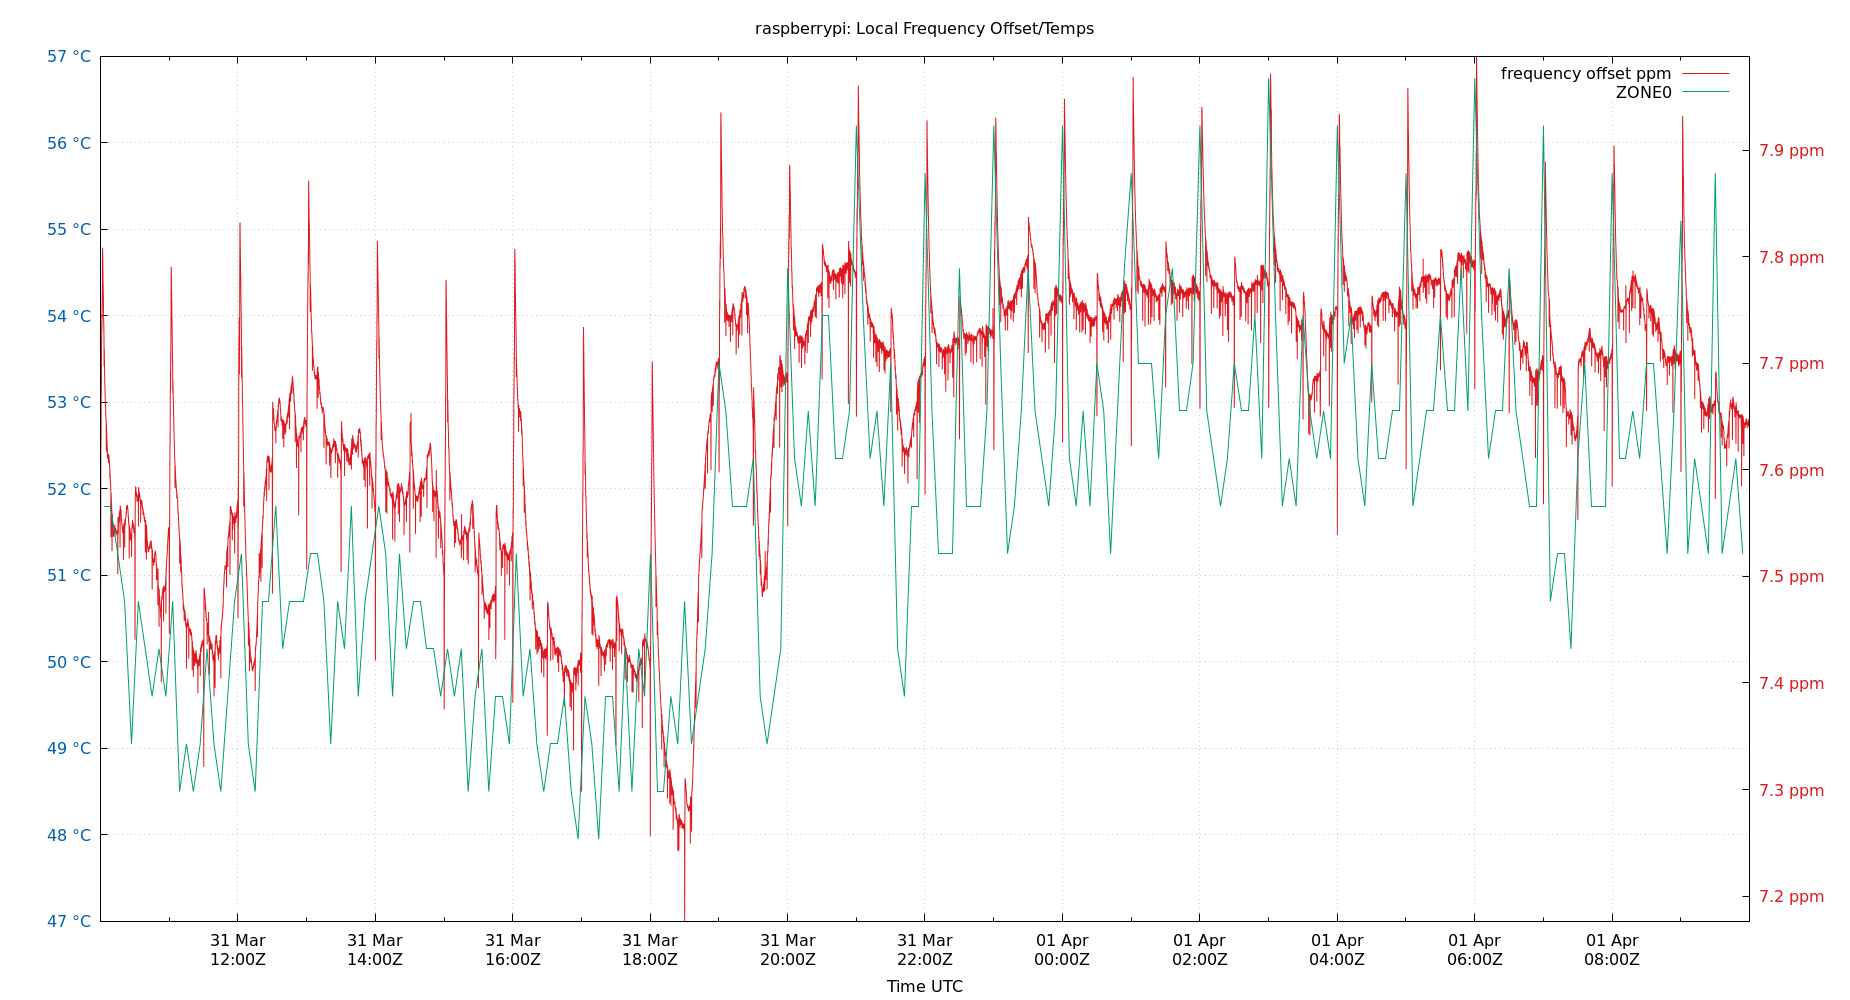 raspberrypi: Local Frequency Offset/Temps
frequency offset ppm
ZONE0
57 °C
56 °C
55 °C
54 °C
53 °C
52 °C
51 °C
50 °C
49 °C
48 °C
47 °C
7.9 ppm
7.8 ppm
7.7 ppm
7.6 ppm
7.5 ppm
7.4 ppm
7.3 ppm
7.2 ppm
31 Mar
12:00Z
31 Mar
14:00Z
31 Mar
16:00Z
31 Mar
18:00Z
31 Mar
20:00Z
31 Mar
22:00Z
01 Apr
00:00Z
01 Apr
02:00Z
01 Apr
04:00Z
01 Apr
06:00Z
01 Apr
08:00Z
Time UTC